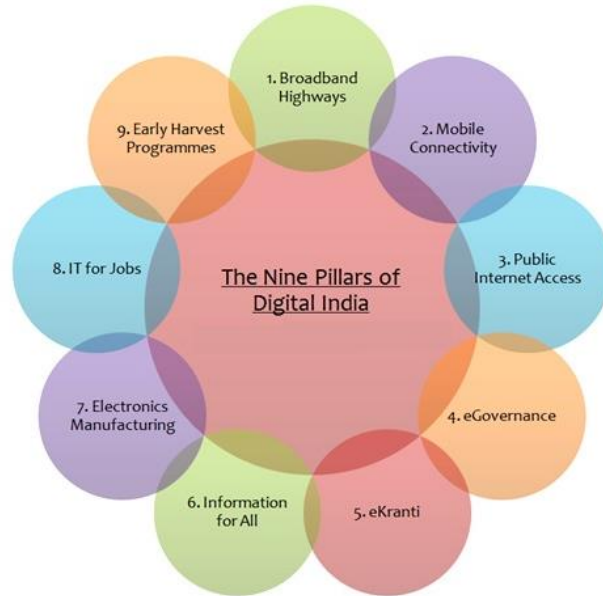 The Nine Pillars of
Digital India
1. Broadband
Highways
2. Mobile
Connectivity
3. Public
Internet Access
4. eGovernance
5. eKranti
6. Information
for All
7. Electronics
Manufacturing
8. IT for Jobs
9. Early Harvest
Programmes